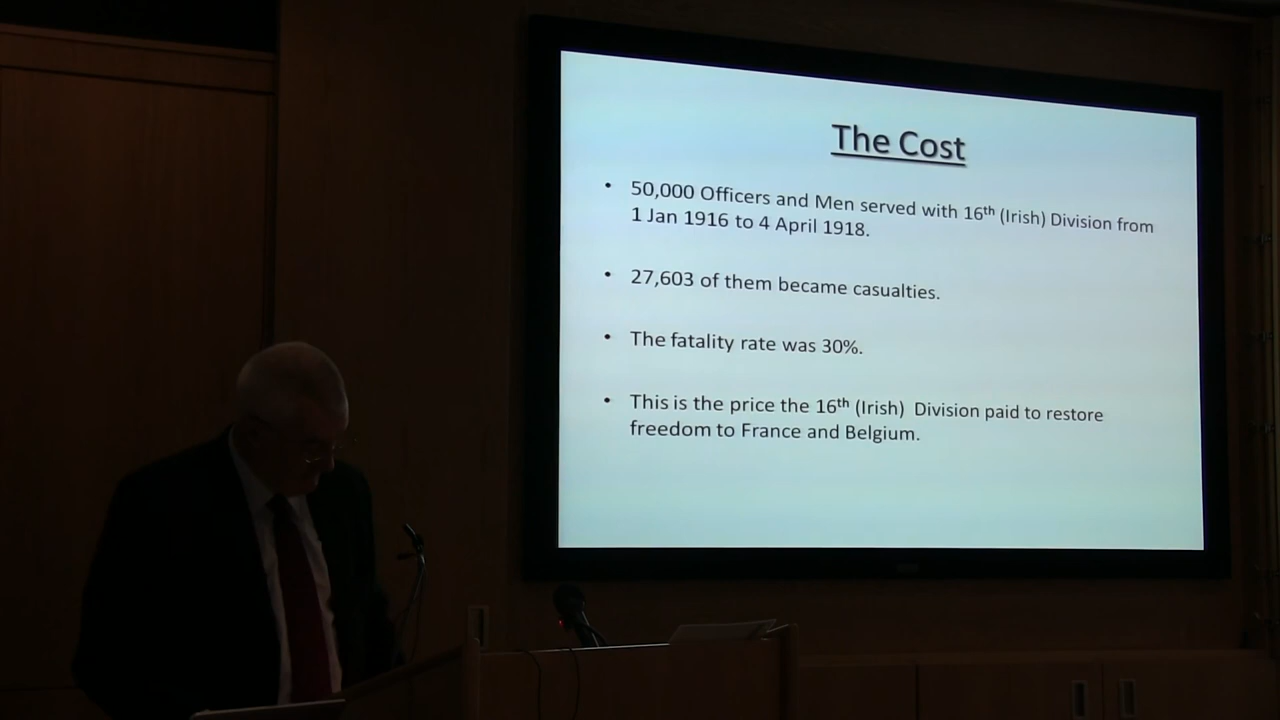 The Cost
• 50,000 Officers and Men served with 16th (Irish) Division from
1 Jan 1916 to 4 April 1918.
• 27,603 of them became casualties.
• The fatality rate was 30%.
• This is the price the 16th (Irish) Division paid to restore
freedom to France and Belgium.